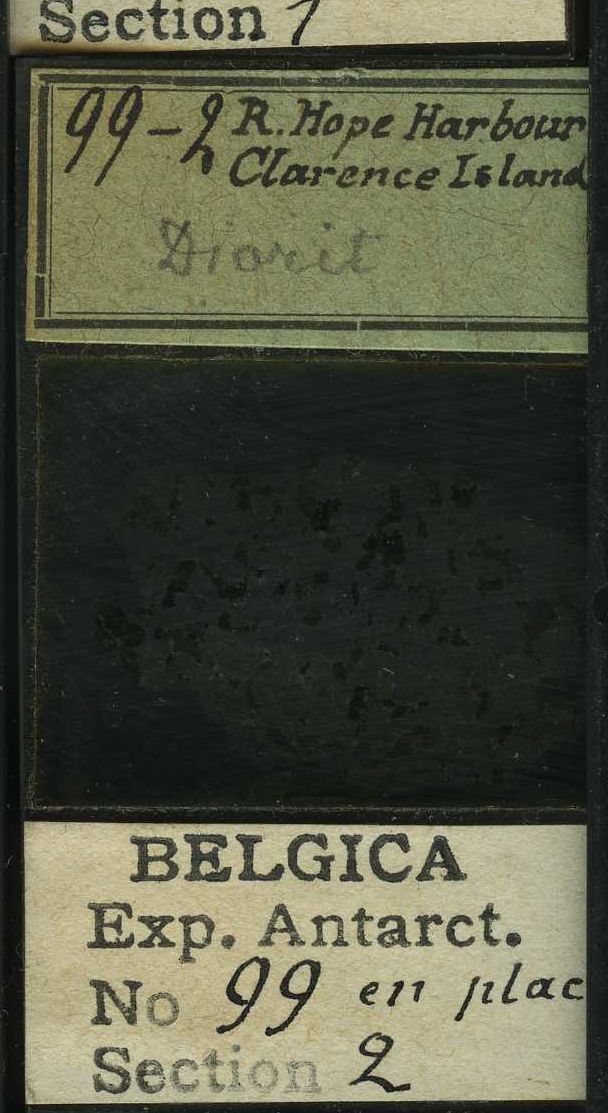 Section 1
99-2 R. Hope Harbour
Clarence Island
Diorit
BELGICA
Exp. Antarct.
No 99 en plac
Section 2